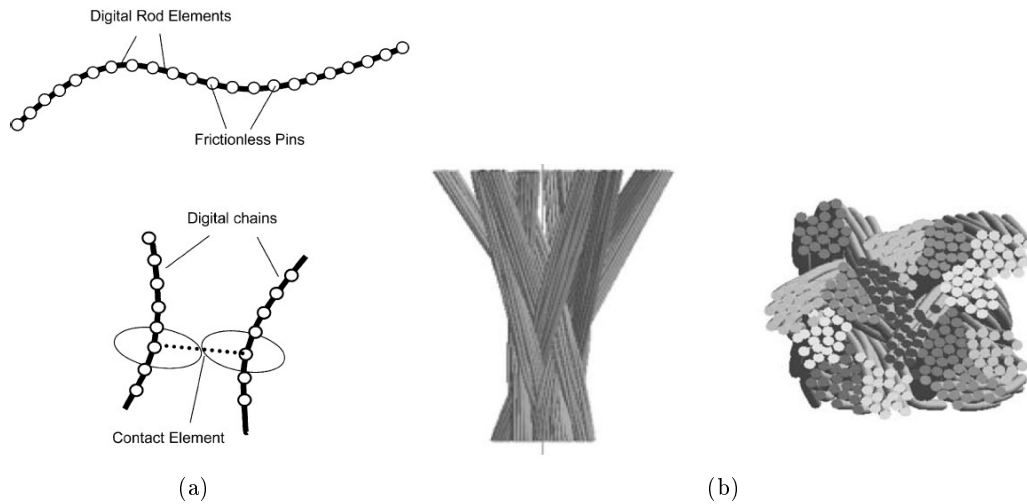 Digital Rod Elements
Frictionless Pins
Digital chains
Contact Element
(a)
(b)